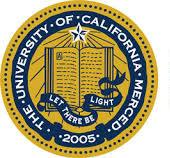 THE UNIVERSITY OF CALIFORNIA MERCED
LET THERE BE LIGHT
2005